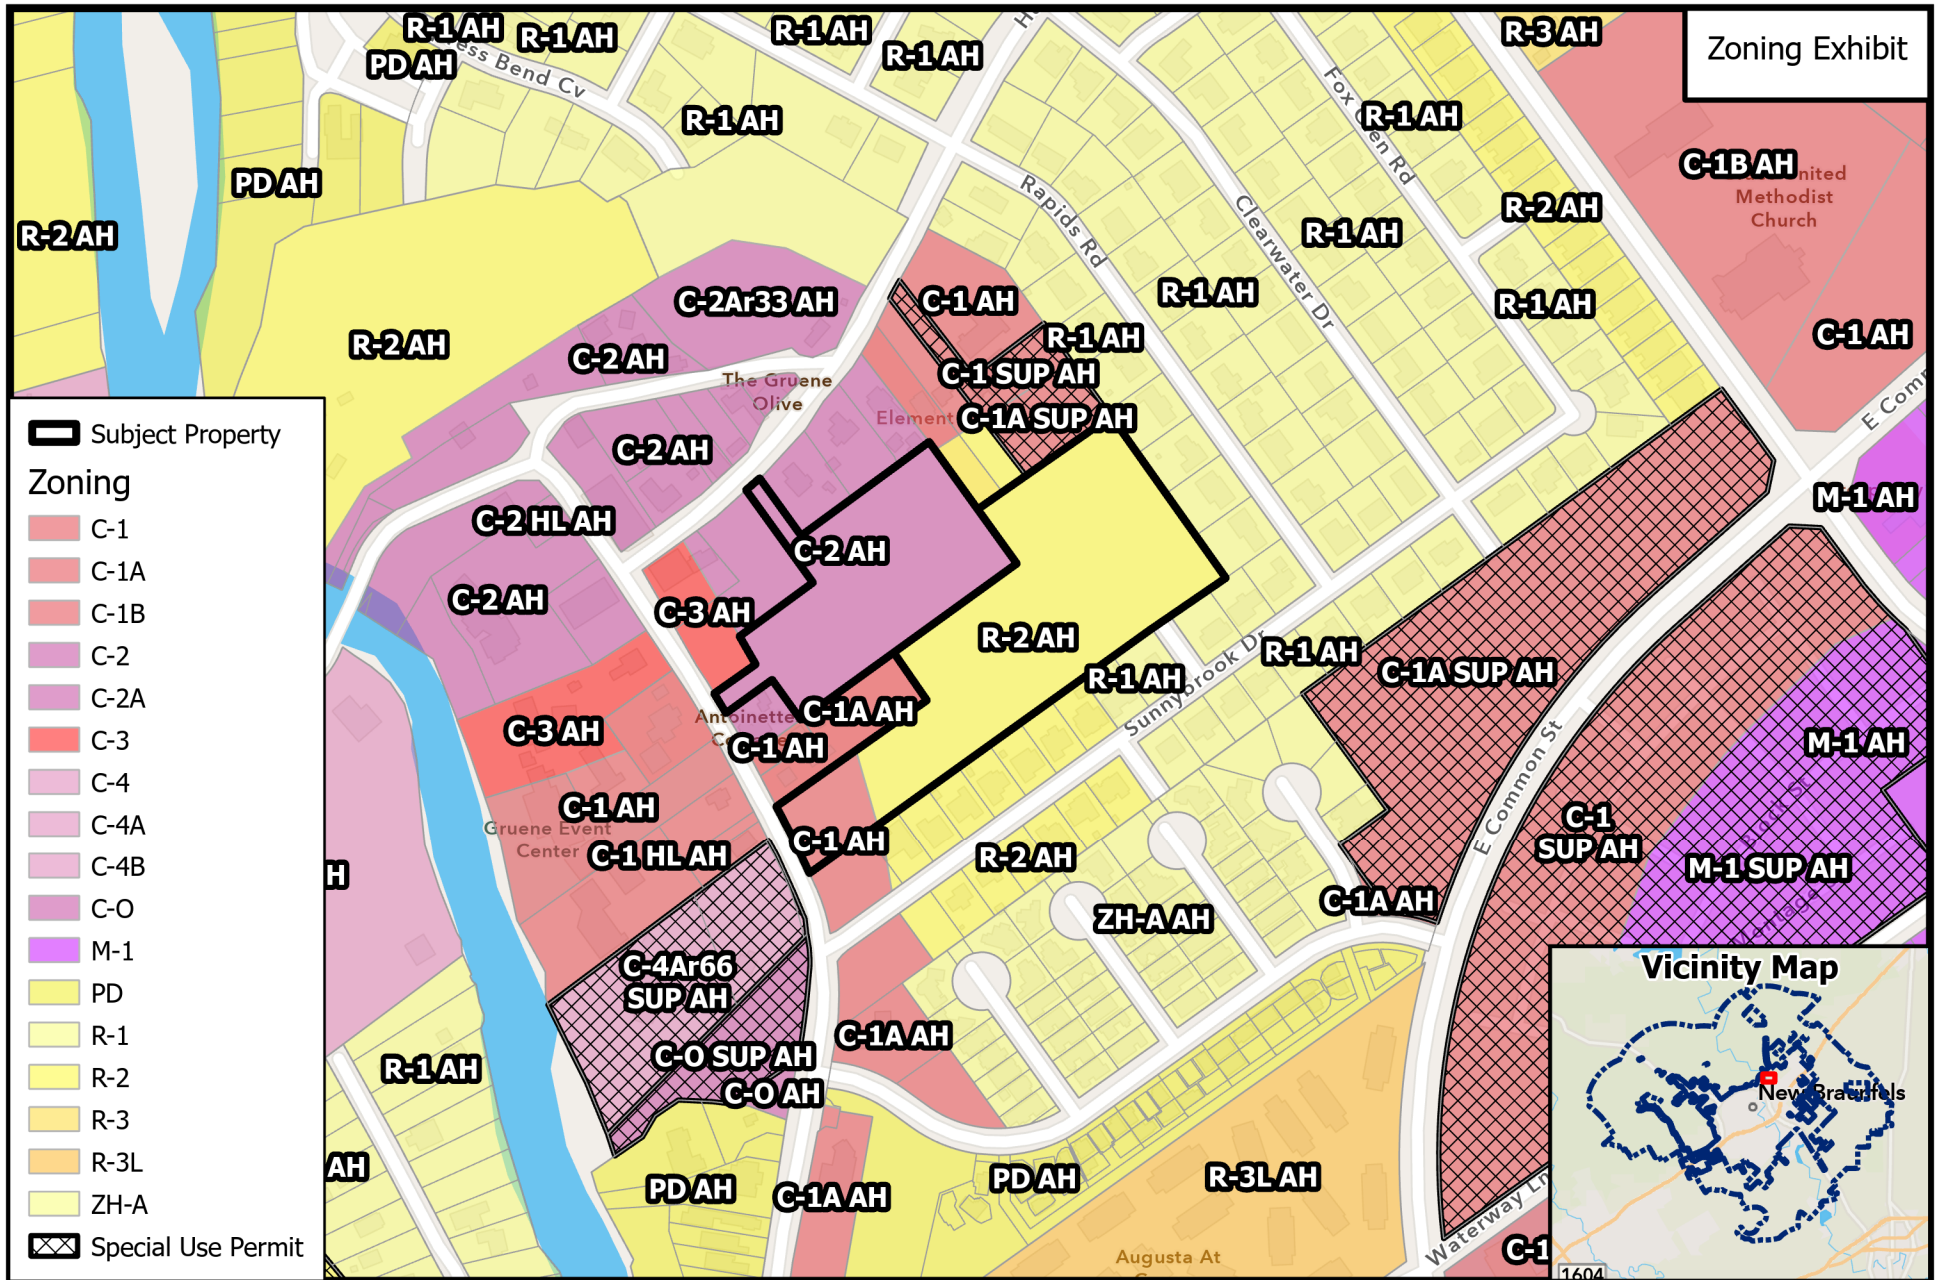 Zoning Exhibit
R-1 AH
R-1 AH
R-1 AH
R-1 AH
R-3 AH
PD AH
ess Bend Cv
R-1 AH
Fox Glen Rd
R-1 AH
C-1B AH
nited
Methodist
Church
PD AH
R-2 AH
Rapids Rd
Clearwater Dr
R-1 AH
R-2 AH
R-1 AH
R-1 AH
C-1 AH
C-2Ar33 AH
C-1 AH
R-1 AH
R-2 AH
C-2 AH
The Gruene
Olive
C-1 SUP AH
Element
C-1A SUP AH
E Comm
C-2 AH
M-1 AH
C-2 HL AH
C-2 AH
C-2 AH
C-3 AH
R-2 AH
R-1 AH
R-1 AH
Sunnybrook Dr
C-1A SUP AH
Antoinette
C-1A AH
C-1 AH
C-3 AH
M-1 AH
C-1 AH
Gruene Event
Center
C-1 HL AH
C-1 AH
R-2 AH
E Common St
C-1
SUP AH
M-1 SUP AH
H
ZH-A AH
C-1A AH
C-4Ar66
SUP AH
C-O SUP AH
C-O AH
C-1A AH
R-1 AH
AH
PD AH
C-1A AH
PD AH
R-3L AH
Augusta At
Waterway Ln
C-1
Subject Property
Zoning
C-1
C-1A
C-1B
C-2
C-2A
C-3
C-4
C-4A
C-4B
C-O
M-1
PD
R-1
R-2
R-3
R-3L
ZH-A
Special Use Permit
Vicinity Map
New Braunfels
1604